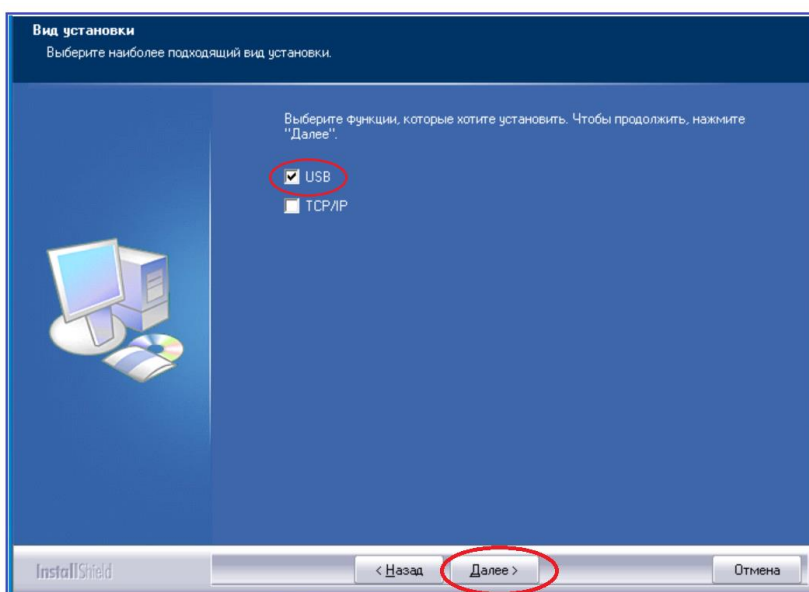 Вид установки
Выберите наиболее подходящий вид установки.
Выберите функции, которые хотите установить. Чтобы продолжить, нажмите
"Далее".
USB
TCP/IP
InstallShield
< Назад
Далее >
Отмена